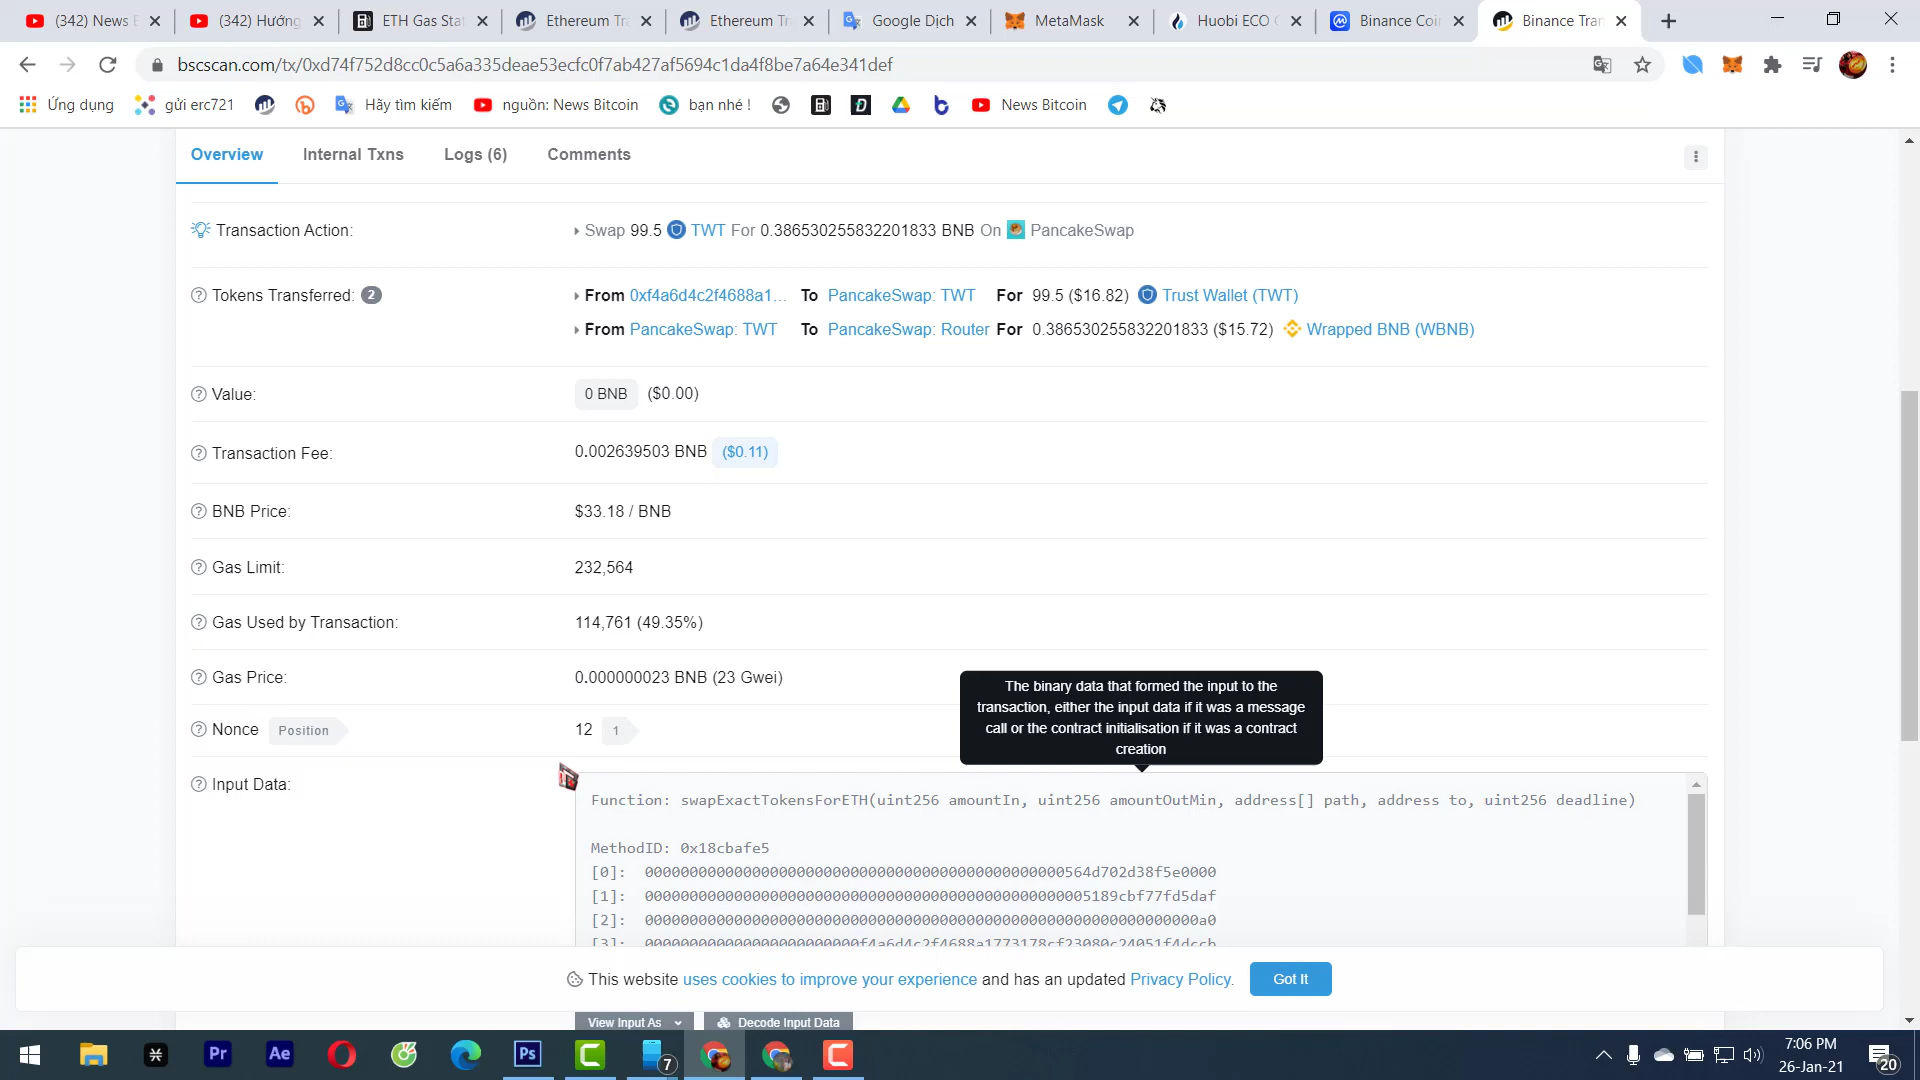 (342) News B
(342) Hướng
ETH Gas Stat
Ethereum Tr
Ethereum Tr
Google Dịch
MetaMask
Huobi ECO C
Binance Coin
Binance Tran
bscscan.com/tx/0xd74f752d8cc0c5a6a335deae53ecfc0f7ab427af5694c1da4f8be7a64e341def
Ứng dụng
gửi erc721
Hãy tìm kiếm
nguồn: News Bitcoin
bạn nhé !
News Bitcoin
Overview
Internal Txns
Logs (6)
Comments
Transaction Action:
Swap 99.5 TWT For 0.386530255832201833 BNB On PancakeSwap
Tokens Transferred: 2
From 0xf4a6d4c2f4688a1... To PancakeSwap: TWT For 99.5 ($16.82) Trust Wallet (TWT)
From PancakeSwap: TWT To PancakeSwap: Router For 0.386530255832201833 ($15.72) Wrapped BNB (WBNB)
Value:
0 BNB ($0.00)
Transaction Fee:
0.002639503 BNB ($0.11)
BNB Price:
$33.18 / BNB
Gas Limit:
232,564
Gas Used by Transaction:
114,761 (49.35%)
Gas Price:
0.000000023 BNB (23 Gwei)
The binary data that formed the input to the
transaction, either the input data if it was a message
call or the contract initialisation if it was a contract
creation
Nonce Position
12 1
Input Data:
Function: swapExactTokensForETH(uint256 amountIn, uint256 amountOutMin, address[] path, address to, uint256 deadline)
MethodID: 0x18cbafe5
[0]: 00000000000000000000000000000000000000000000000564d702d38f5e0000
[1]: 0000000000000000000000000000000000000000000000005189cbf77fd5daf
[2]: 00000000000000000000000000000000000000000000000000000000000000a0
[3]: 000000000000000000000000f4a6d4c2f4688a1773178cf23080c24051f4dccb
This website uses cookies to improve your experience and has an updated Privacy Policy.
Got It
View Input As
Decode Input Data
Pr
Ae
Ps
7
7:06 PM
26-Jan-21
20